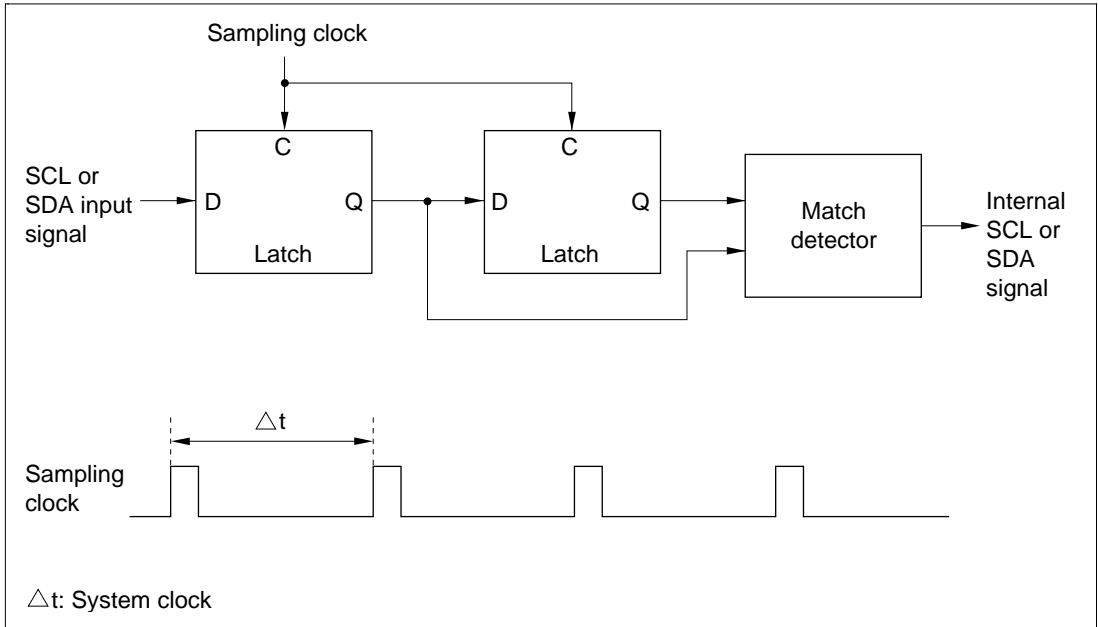 Sampling clock
SCL or
SDA input
signal
C
D
Q
Latch
C
D
Q
Latch
Match
detector
Internal
SCL or
SDA
signal
△t
Sampling
clock
△t: System clock